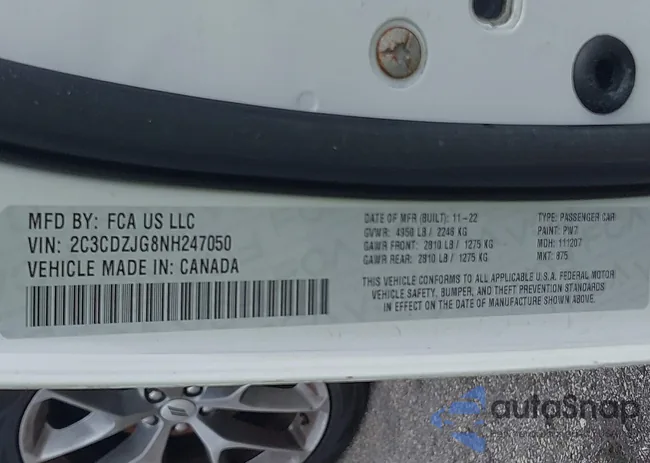 MFD BY: FCA US LLC
VIN: 2C3CDZJG8NH247050
VEHICLE MADE IN: CANADA
DATE OF MFR (BUILT): 11-22
GVWR: 4950 LB / 2245 KG
GAWR FRONT: 2810 LB / 1275 KG
GAWR REAR: 2810 LB / 1275 KG
TYPE: PASSENGER CAR
PAINT: PW7
MDH: 111207
MKT: 875
THIS VEHICLE CONFORMS TO ALL APPLICABLE U.S.A. FEDERAL MOTOR
VEHICLE SAFETY, BUMPER, AND THEFT PREVENTION STANDARDS
IN EFFECT ON THE DATE OF MANUFACTURE SHOWN ABOVE.
autoSnap